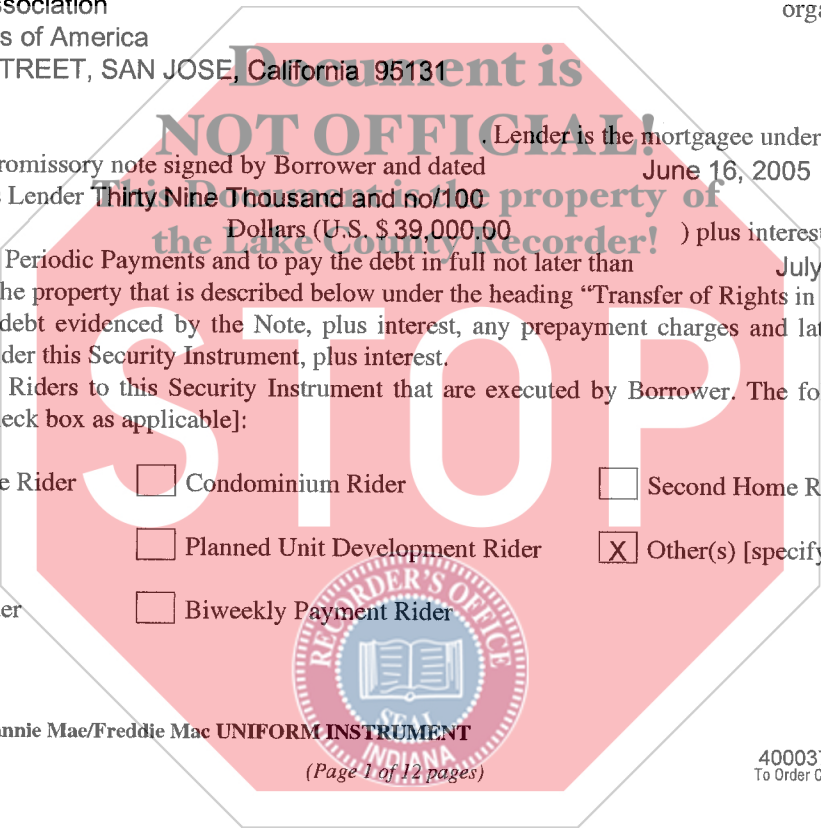 ssociation
orga
s of America
TREET, SAN JOSE, California 95131
Document is
NOT OFFICIAL!
. Lender is the mortgagee under
romissory note signed by Borrower and dated June 16, 2005
s Lender Thirty Nine Thousand and no/100
This Document is the property of
Dollars (U.S. $ 39,000.00 ) plus interest
the Lake County Recorder!
Periodic Payments and to pay the debt in full not later than July
he property that is described below under the heading “Transfer of Rights in
debt evidenced by the Note, plus interest, any prepayment charges and lat
der this Security Instrument, plus interest.
Riders to this Security Instrument that are executed by Borrower. The fo
eck box as applicable]:
STOP
e Rider Condominium Rider Second Home R
Planned Unit Development Rider X Other(s) [specify
er Biweekly Payment Rider
RECORDER'S OFFICE
SEAL
INDIANA
annie Mae/Freddie Mac UNIFORM INSTRUMENT
(Page 1 of 12 pages)
40003
To Order C